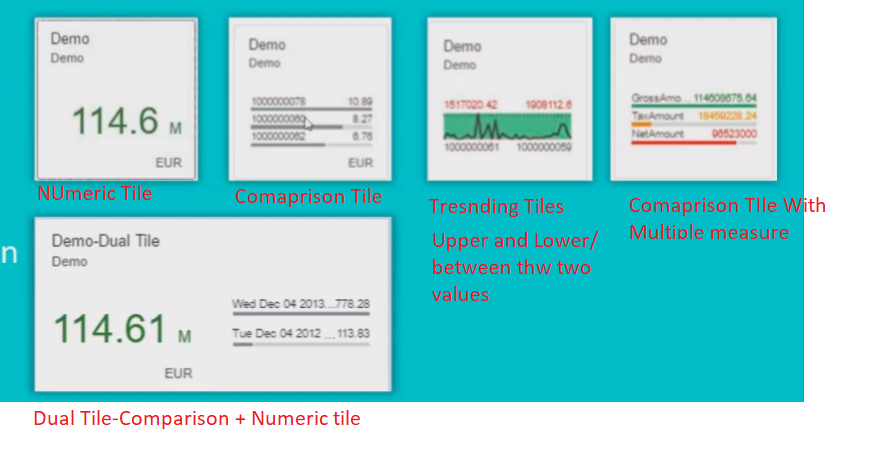 Demo
Demo
114.6 M
EUR
NUmeric Tile
Demo
Demo
1000000078 10.89
1000000060 8.27
1000000062 6.76
EUR
Comaprison Tile
Demo
Demo
1517020.42 1908112.6
1000000061 1000000059
Tresnding Tiles
Upper and Lower/
between thw two
values
Demo
Demo
GrossAmo... 114608675.64
TaxAmount 18469228.24
NetAmount 96523000
Comaprison TIle With
Multiple measure
n
Demo-Dual Tile
Demo
114.61 M
EUR
Wed Dec 04 2013...778.28
Tue Dec 04 2012 ... 113.83
Dual Tile-Comparison + Numeric tile